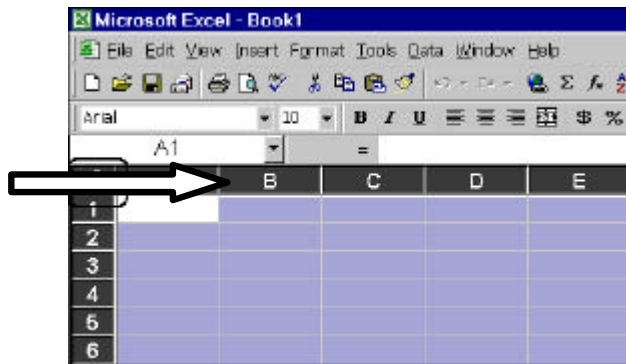 Microsoft Excel - Book1
File Edit View Insert Format Tools Data Window Help
Σ fx
Arial 10 B I U $ %
A1 =
B C D E
1
2
3
4
5
6